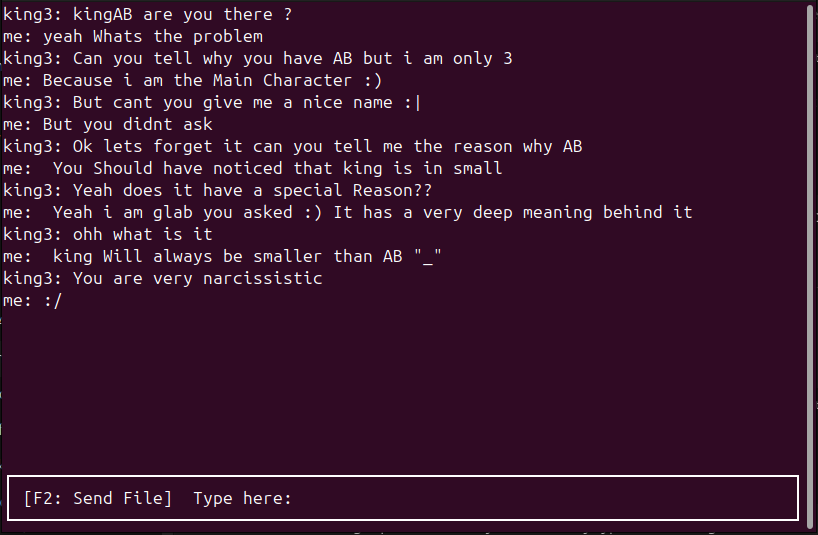 king3: kingAB are you there ?
me: yeah Whats the problem
king3: Can you tell why you have AB but i am only 3
me: Because i am the Main Character :)
king3: But cant you give me a nice name :|
me: But you didnt ask
king3: Ok lets forget it can you tell me the reason why AB
me:  You Should have noticed that king is in small
king3: Yeah does it have a special Reason??
me:  Yeah i am glab you asked :) It has a very deep meaning behind it
king3: ohh what is it
me:  king Will always be smaller than AB "_"
king3: You are very narcissistic
me: :/
[F2: Send File]  Type here: